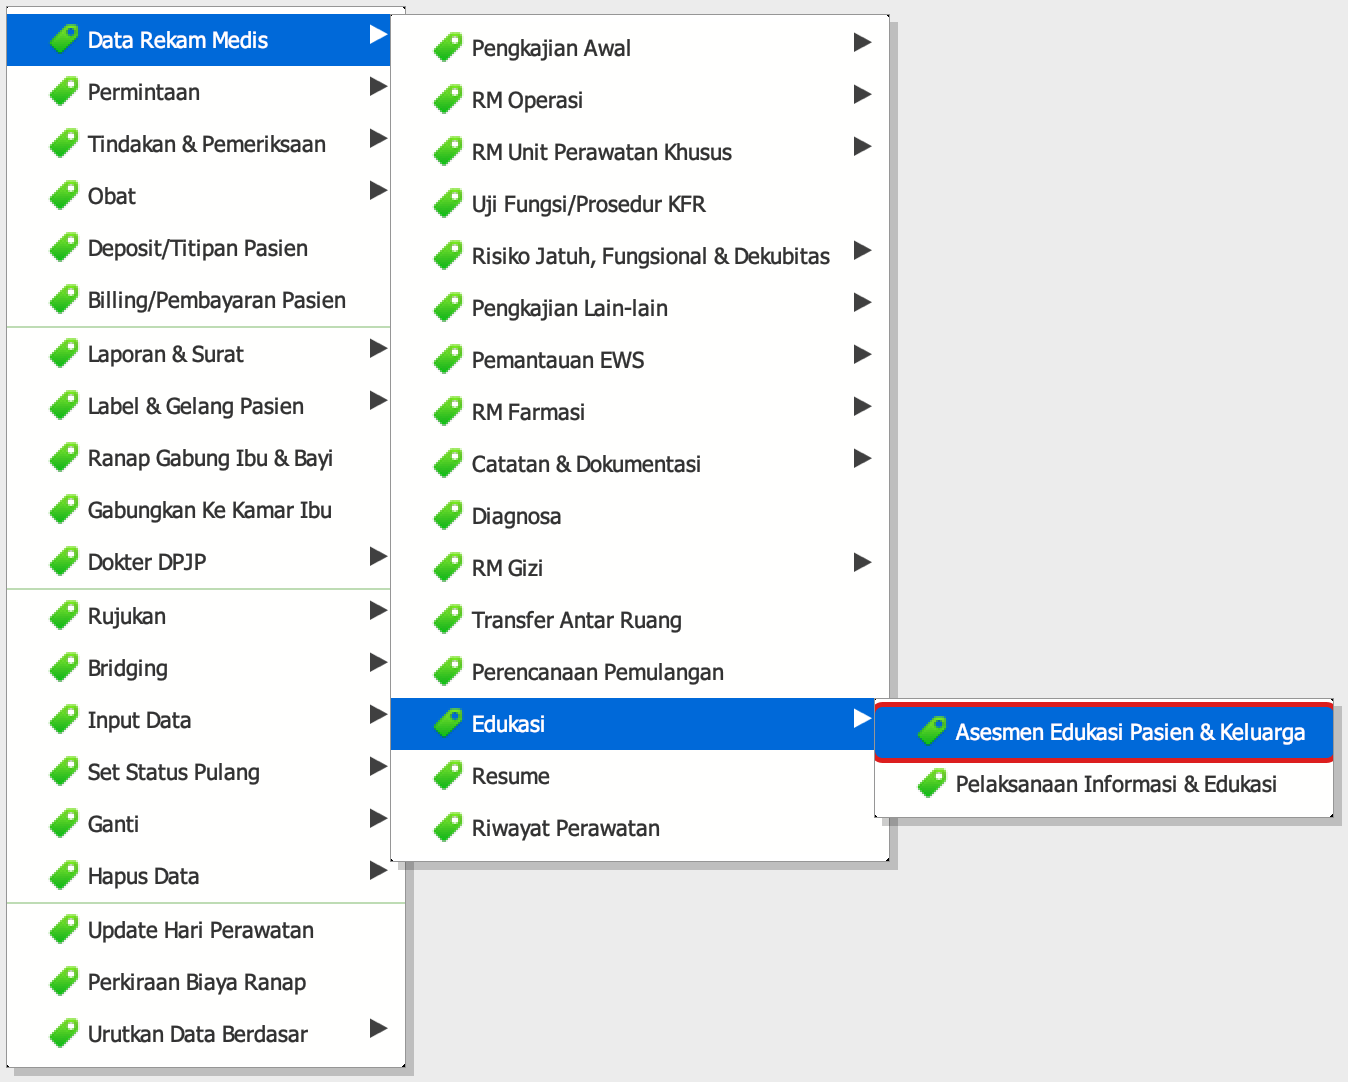 Data Rekam Medis
Permintaan
Tindakan & Pemeriksaan
Obat
Deposit/Titipan Pasien
Billing/Pembayaran Pasien
Laporan & Surat
Label & Gelang Pasien
Ranap Gabung Ibu & Bayi
Gabungkan Ke Kamar Ibu
Dokter DPJP
Rujukan
Bridging
Input Data
Set Status Pulang
Ganti
Hapus Data
Update Hari Perawatan
Perkiraan Biaya Ranap
Urutkan Data Berdasar
Pengkajian Awal
RM Operasi
RM Unit Perawatan Khusus
Uji Fungsi/Prosedur KFR
Risiko Jatuh, Fungsional & Dekubitas
Pengkajian Lain-lain
Pemantauan EWS
RM Farmasi
Catatan & Dokumentasi
Diagnosa
RM Gizi
Transfer Antar Ruang
Perencanaan Pemulangan
Edukasi
Resume
Riwayat Perawatan
Asesmen Edukasi Pasien & Keluarga
Pelaksanaan Informasi & Edukasi